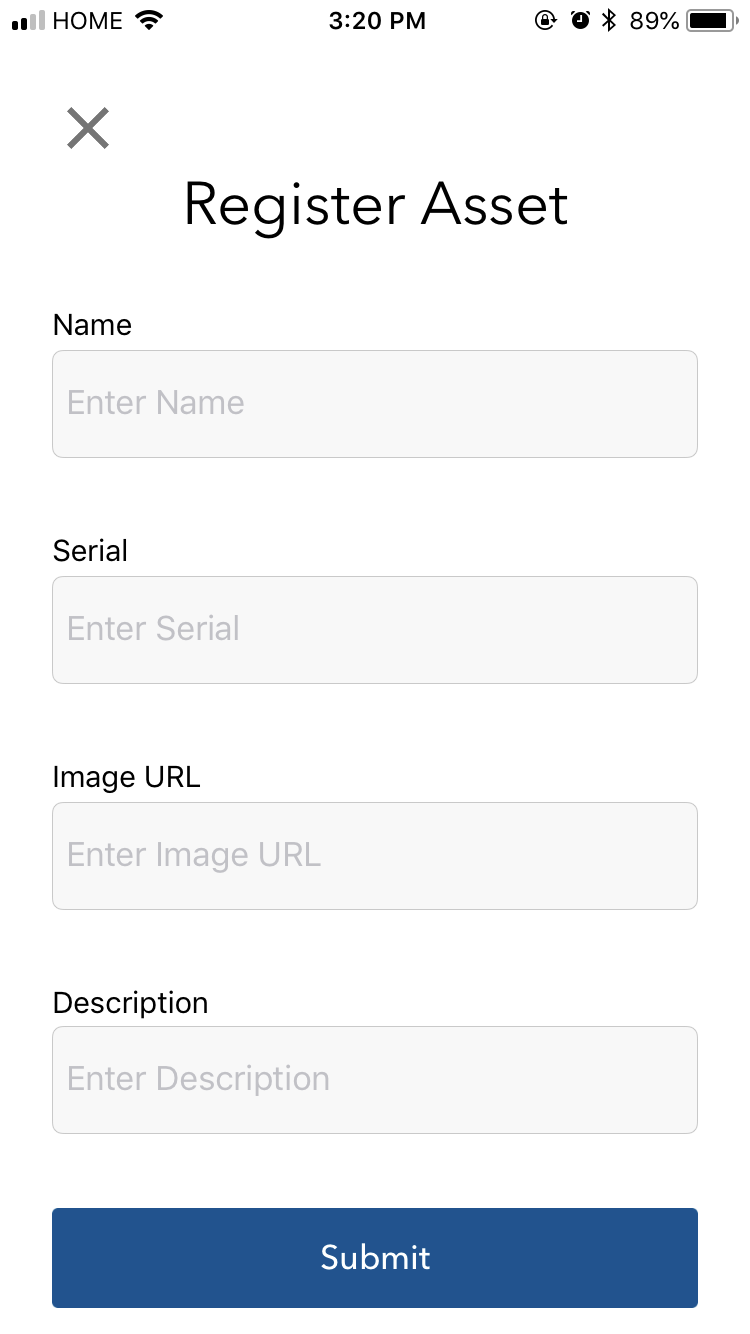 HOME 3:20 PM 89%
Register Asset
Name
Enter Name
Serial
Enter Serial
Image URL
Enter Image URL
Description
Enter Description
Submit